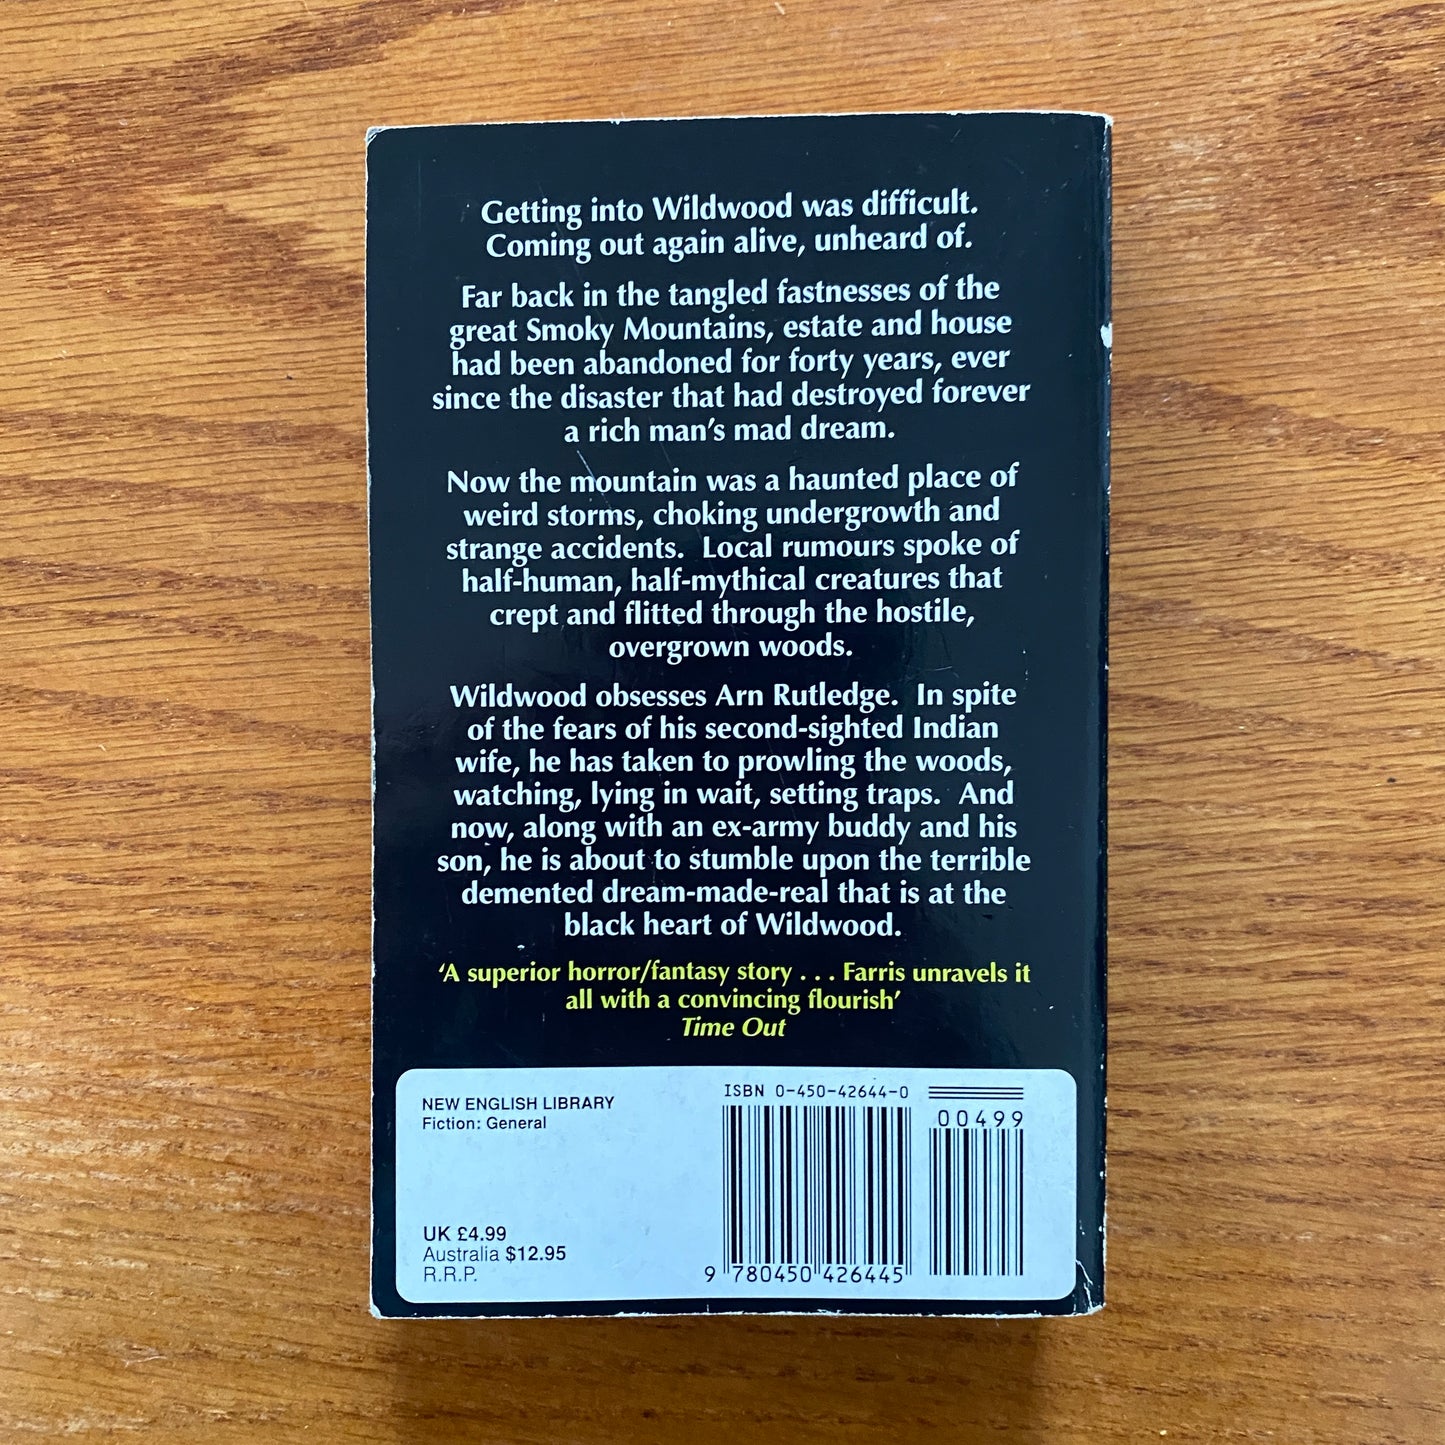 Getting into Wildwood was difficult.
Coming out again alive, unheard of.
Far back in the tangled fastnesses of the
great Smoky Mountains, estate and house
had been abandoned for forty years, ever
since the disaster that had destroyed forever
a rich man's mad dream.
Now the mountain was a haunted place of
weird storms, choking undergrowth and
strange accidents. Local rumours spoke of
half-human, half-mythical creatures that
crept and flitted through the hostile,
overgrown woods.
Wildwood obsesses Arn Rutledge. In spite
of the fears of his second-sighted Indian
wife, he has taken to prowling the woods,
watching, lying in wait, setting traps. And
now, along with an ex-army buddy and his
son, he is about to stumble upon the terrible
demented dream-made-real that is at the
black heart of Wildwood.
'A superior horror/fantasy story . . . Farris unravels it
all with a convincing flourish'
Time Out
NEW ENGLISH LIBRARY
Fiction: General
UK £4.99
Australia $12.95
R.R.P.
ISBN 0-450-42644-0
00499
9 780450 426445